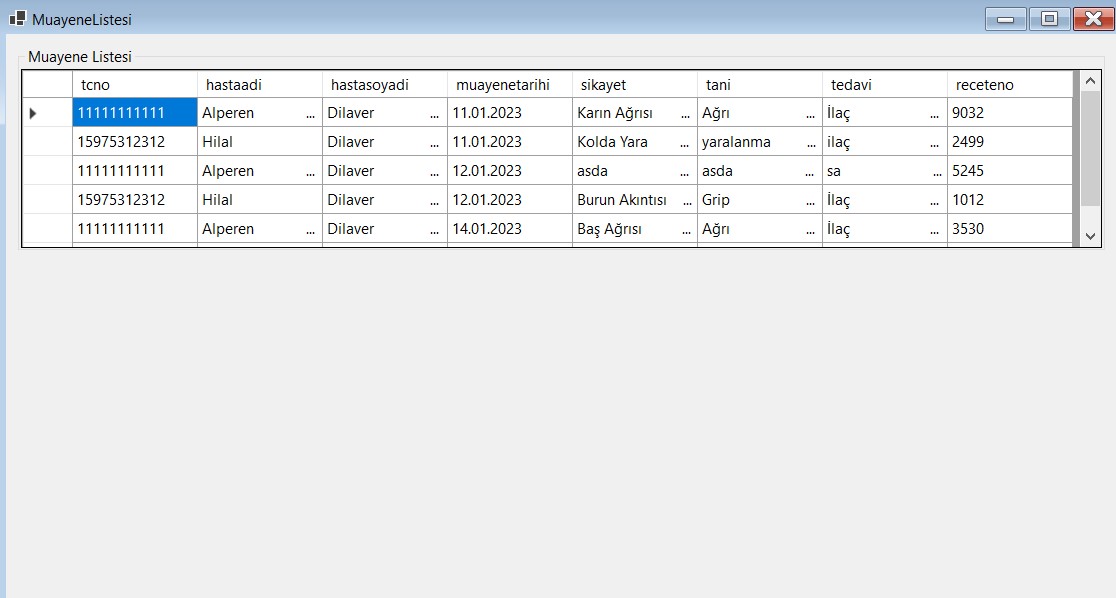 MuayeneListesi
Muayene Listesi
tcno hastaadi hastasoyadi muayenetarihi sikayet tani tedavi receteno
11111111111 Alperen ... Dilaver ... 11.01.2023 Karın Ağrısı ... Ağrı ... İlaç ... 9032
15975312312 Hilal Dilaver ... 11.01.2023 Kolda Yara ... yaralanma ... ilaç ... 2499
11111111111 Alperen ... Dilaver ... 12.01.2023 asda ... asda ... sa ... 5245
15975312312 Hilal Dilaver ... 12.01.2023 Burun Akıntısı ... Grip ... İlaç ... 1012
11111111111 Alperen ... Dilaver ... 14.01.2023 Baş Ağrısı ... Ağrı ... İlaç ... 3530